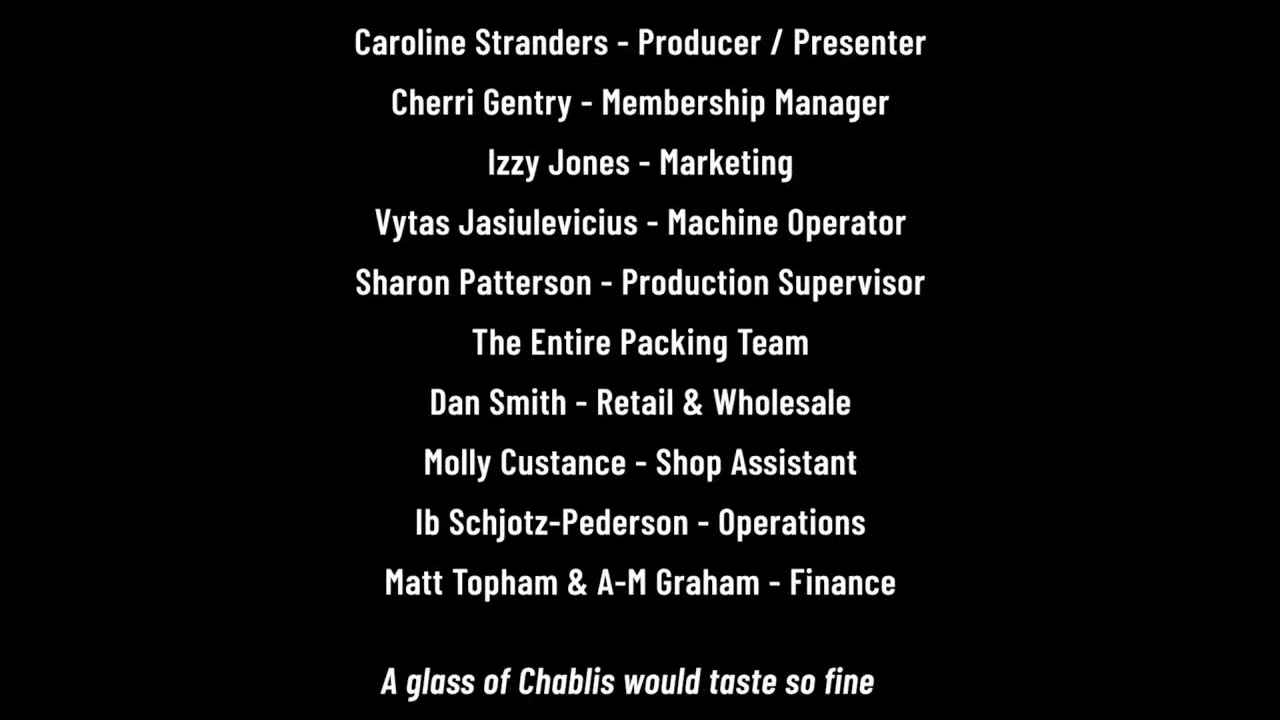 Caroline Stranders - Producer / Presenter
Cherri Gentry - Membership Manager
Izzy Jones - Marketing
Vytas Jasiulevicius - Machine Operator
Sharon Patterson - Production Supervisor
The Entire Packing Team
Dan Smith - Retail & Wholesale
Molly Custance - Shop Assistant
Ib Schjotz-Pederson - Operations
Matt Topham & A-M Graham - Finance
A glass of Chablis would taste so fine